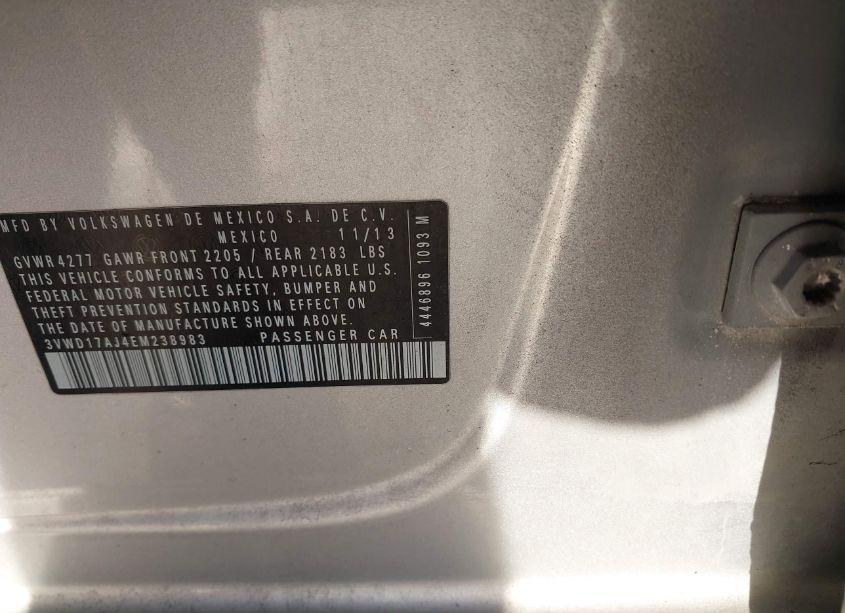 MFD BY VOLKSWAGEN DE MEXICO S.A. DE C.V.
MEXICO 11/13
GVWR 4277 GAWR FRONT 2205 / REAR 2183 LBS
THIS VEHICLE CONFORMS TO ALL APPLICABLE U.S.
FEDERAL MOTOR VEHICLE SAFETY, BUMPER AND
THEFT PREVENTION STANDARDS IN EFFECT ON
THE DATE OF MANUFACTURE SHOWN ABOVE.
3VWD17AJ4EM238983 PASSENGER CAR
4446896 1093 M